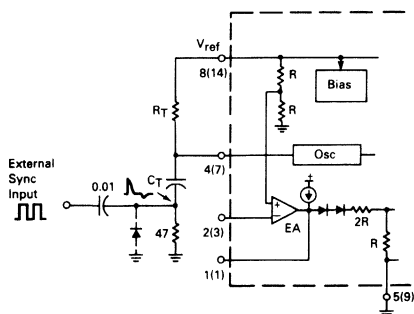 Vref
8(14)
R
Bias
RT
R
External
Sync
Input
0.01
CT
4(7)
Osc
47
2(3)
+
−
EA
2R
R
1(1)
5(9)